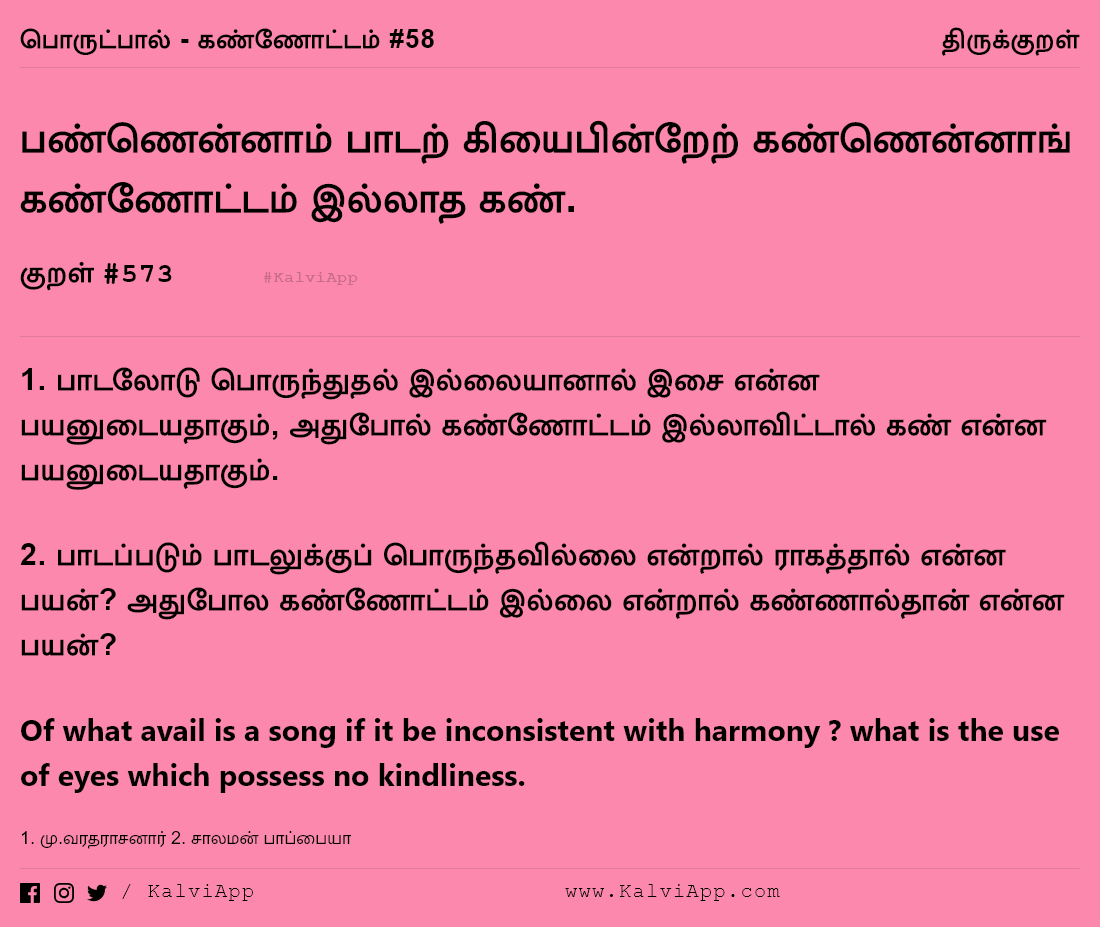 பொருட்பால் - கண்ணோட்டம் #58 திருக்குறள்
பண்ணென்னாம் பாடற் கியைபின்றேற் கண்ணென்னாங்
கண்ணோட்டம் இல்லாத கண்.
குறள் #573 #KalviApp
1. பாடலோடு பொருந்துதல் இல்லையானால் இசை என்ன
பயனுடையதாகும், அதுபோல் கண்ணோட்டம் இல்லாவிட்டால் கண் என்ன
பயனுடையதாகும்.
2. பாடப்படும் பாடலுக்குப் பொருந்தவில்லை என்றால் ராகத்தால் என்ன
பயன்? அதுபோல கண்ணோட்டம் இல்லை என்றால் கண்ணால்தான் என்ன
பயன்?
Of what avail is a song if it be inconsistent with harmony ? what is the use
of eyes which possess no kindliness.
1. மு.வரதராசனார் 2. சாலமன் பாப்பையா
/ KalviApp www.KalviApp.com